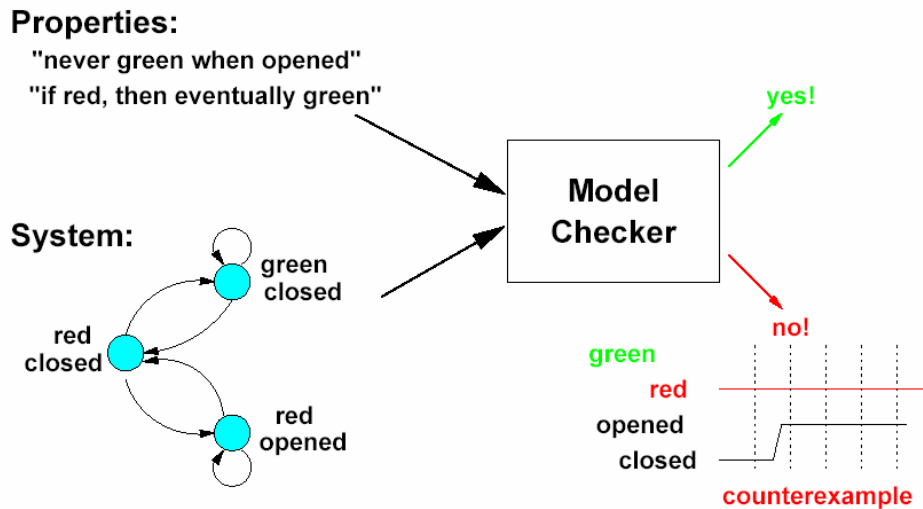 Properties:
"never green when opened"
"if red, then eventually green"
yes!
Model
Checker
System:
green
closed
red
closed
red
opened
no!
green
red
opened
closed
counterexample